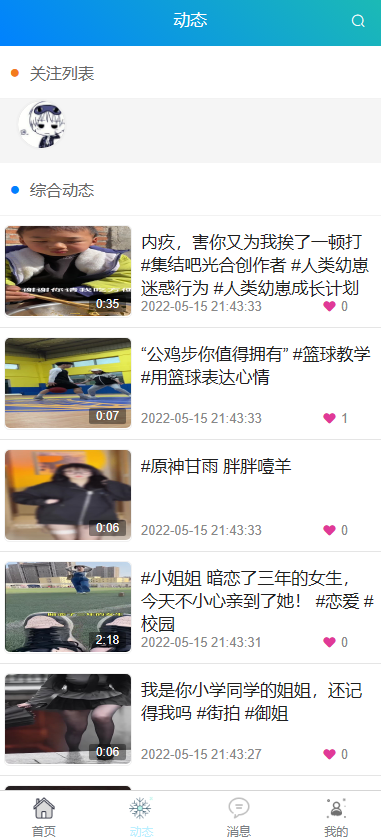 动态
关注列表
综合动态
内疚，害你又为我挨了一顿打
#集结吧光合创作者 #人类幼崽
迷惑行为 #人类幼崽成长计划
0:35
2022-05-15 21:43:33
0
“公鸡步你值得拥有” #篮球教学
#用篮球表达心情
0:07
2022-05-15 21:43:33
1
#原神甘雨 胖胖噎羊
0:06
2022-05-15 21:43:33
0
#小姐姐 暗恋了三年的女生，
今天不小心亲到了她！ #恋爱 #
校园
2:18
2022-05-15 21:43:31
0
我是你小学同学的姐姐，还记
得我吗 #街拍 #御姐
0:06
2022-05-15 21:43:27
0
首页
动态
消息
我的